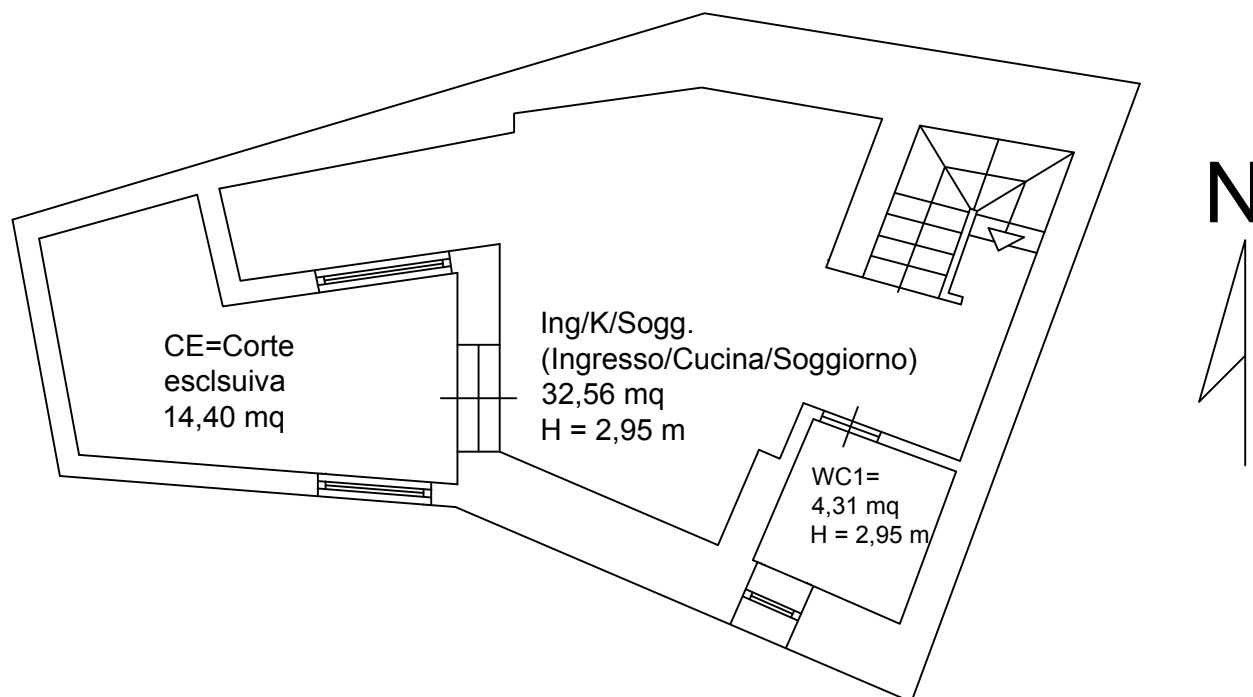 N
CE=Corte
esclsuiva
14,40 mq
Ing/K/Sogg.
(Ingresso/Cucina/Soggiorno)
32,56 mq
H = 2,95 m
WC1=
4,31 mq
H = 2,95 m